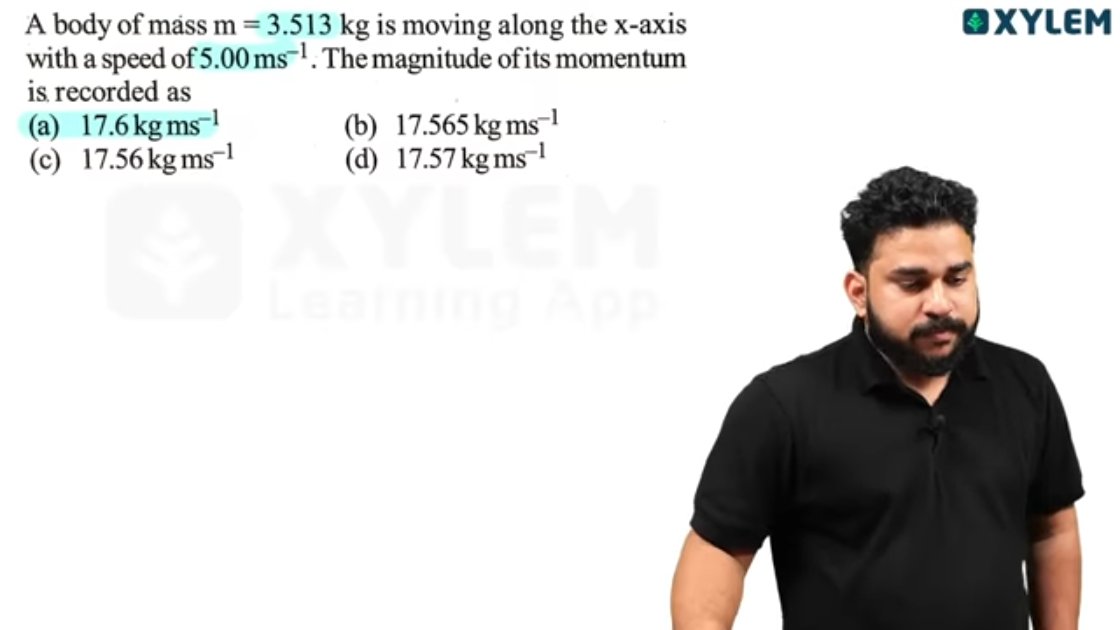 A body of mass m = 3.513 kg is moving along the x-axis
with a speed of 5.00 ms⁻¹. The magnitude of its momentum
is recorded as
(a) 17.6 kg ms⁻¹ (b) 17.565 kg ms⁻¹
(c) 17.56 kg ms⁻¹ (d) 17.57 kg ms⁻¹
XYLEM
XYLEM
Learning App